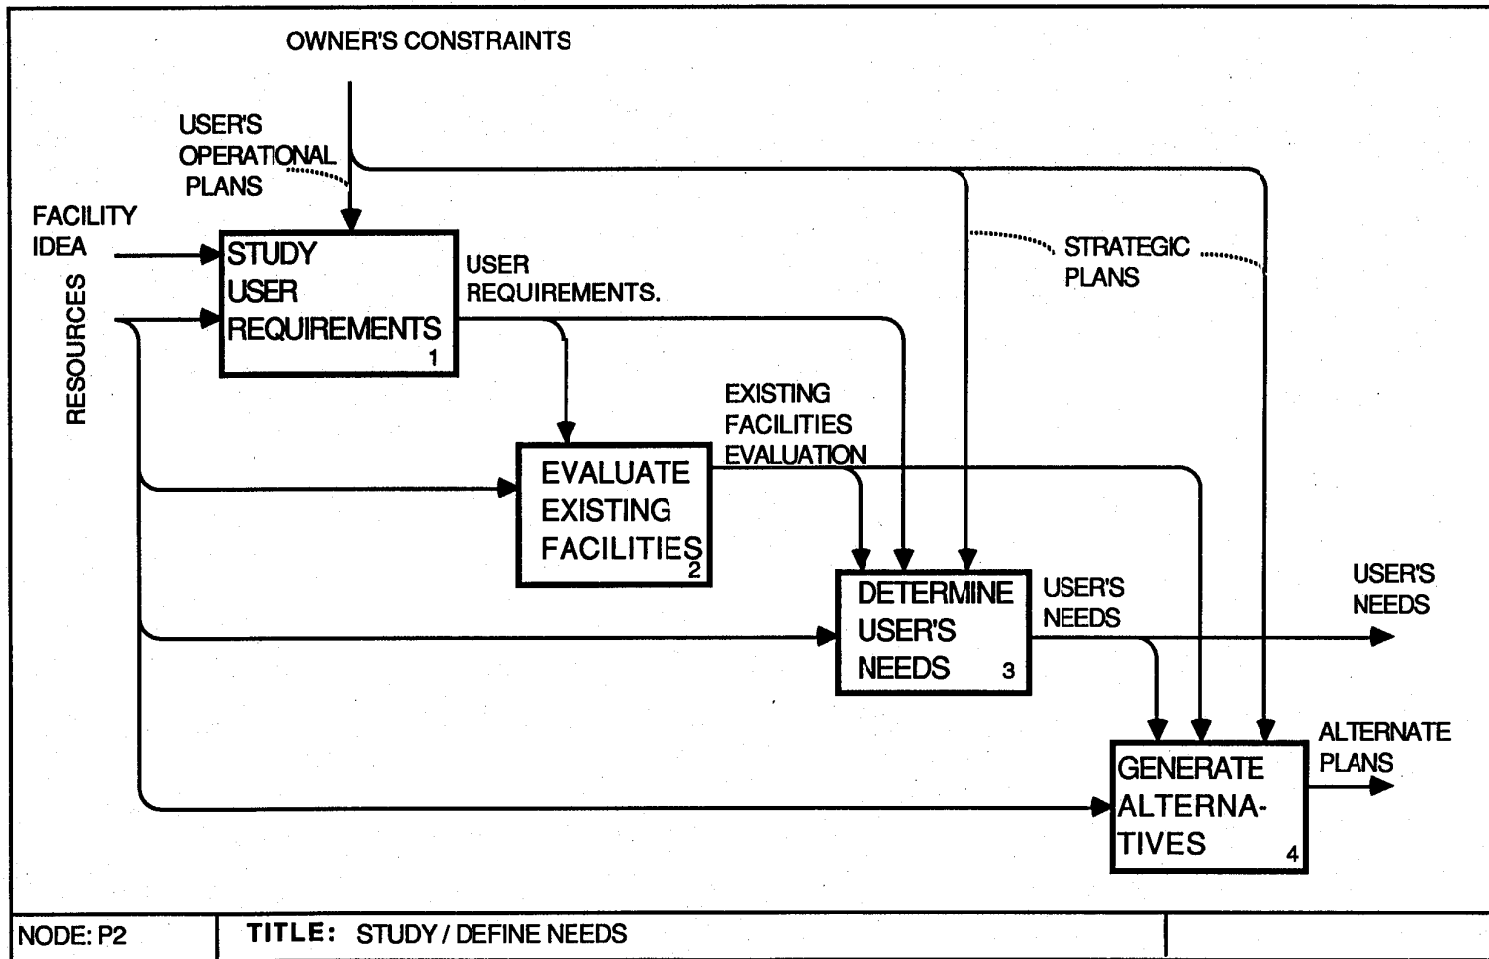 OWNER'S CONSTRAINTS
USER'S
OPERATIONAL
PLANS
FACILITY
IDEA
RESOURCES
STUDY
USER
REQUIREMENTS
1
USER
REQUIREMENTS.
STRATEGIC
PLANS
EXISTING
FACILITIES
EVALUATION
EVALUATE
EXISTING
FACILITIES
2
DETERMINE
USER'S
NEEDS
3
USER'S
NEEDS
USER'S
NEEDS
ALTERNATE
PLANS
GENERATE
ALTERNA-
TIVES
4
NODE: P2
TITLE: STUDY / DEFINE NEEDS